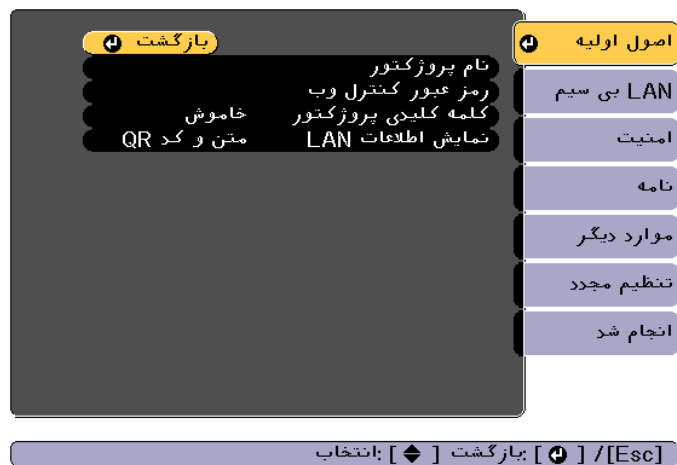 اصول اولیه
LAN بی سیم
امنیت
نامه
موارد دیگر
تنظیم مجدد
انجام شد
بازگشت
نام پروژکتور
رمز عبور کنترل وب
کلمه کلیدی پروژکتور خاموش
نمایش اطلاعات LAN متن و کد QR
[Esc] / [ ] :بازگشت [ ] :انتخاب